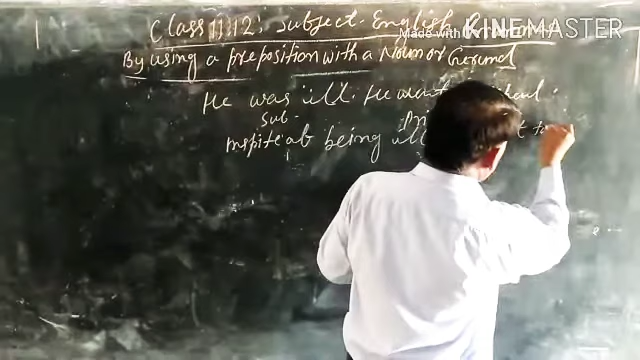 Class 11/12, Subject- English
Made with KINEMASTER
By using a preposition with a Noun or Gerund
He was ill. He
Sub.
inspite of being ill